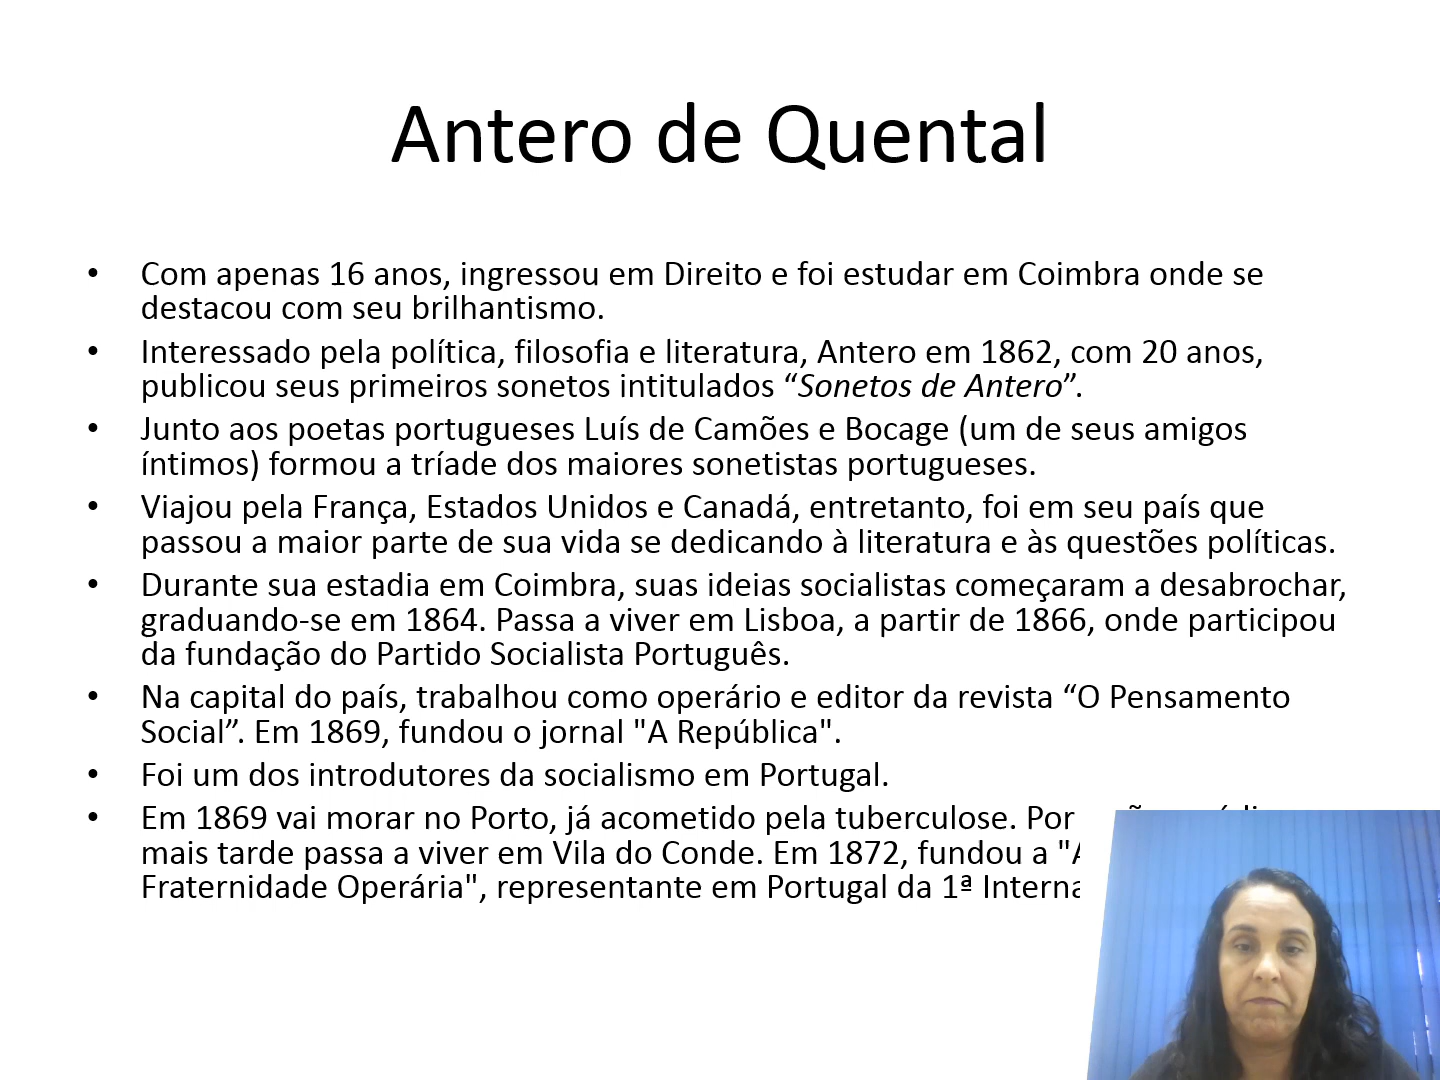 Antero de Quental
• Com apenas 16 anos, ingressou em Direito e foi estudar em Coimbra onde se
destacou com seu brilhantismo.
• Interessado pela política, filosofia e literatura, Antero em 1862, com 20 anos,
publicou seus primeiros sonetos intitulados “Sonetos de Antero”.
• Junto aos poetas portugueses Luís de Camões e Bocage (um de seus amigos
íntimos) formou a tríade dos maiores sonetistas portugueses.
• Viajou pela França, Estados Unidos e Canadá, entretanto, foi em seu país que
passou a maior parte de sua vida se dedicando à literatura e às questões políticas.
• Durante sua estadia em Coimbra, suas ideias socialistas começaram a desabrochar,
graduando-se em 1864. Passa a viver em Lisboa, a partir de 1866, onde participou
da fundação do Partido Socialista Português.
• Na capital do país, trabalhou como operário e editor da revista “O Pensamento
Social”. Em 1869, fundou o jornal "A República".
• Foi um dos introdutores da socialismo em Portugal.
• Em 1869 vai morar no Porto, já acometido pela tuberculose. Por
mais tarde passa a viver em Vila do Conde. Em 1872, fundou a
Fraternidade Operária", representante em Portugal da 1ª